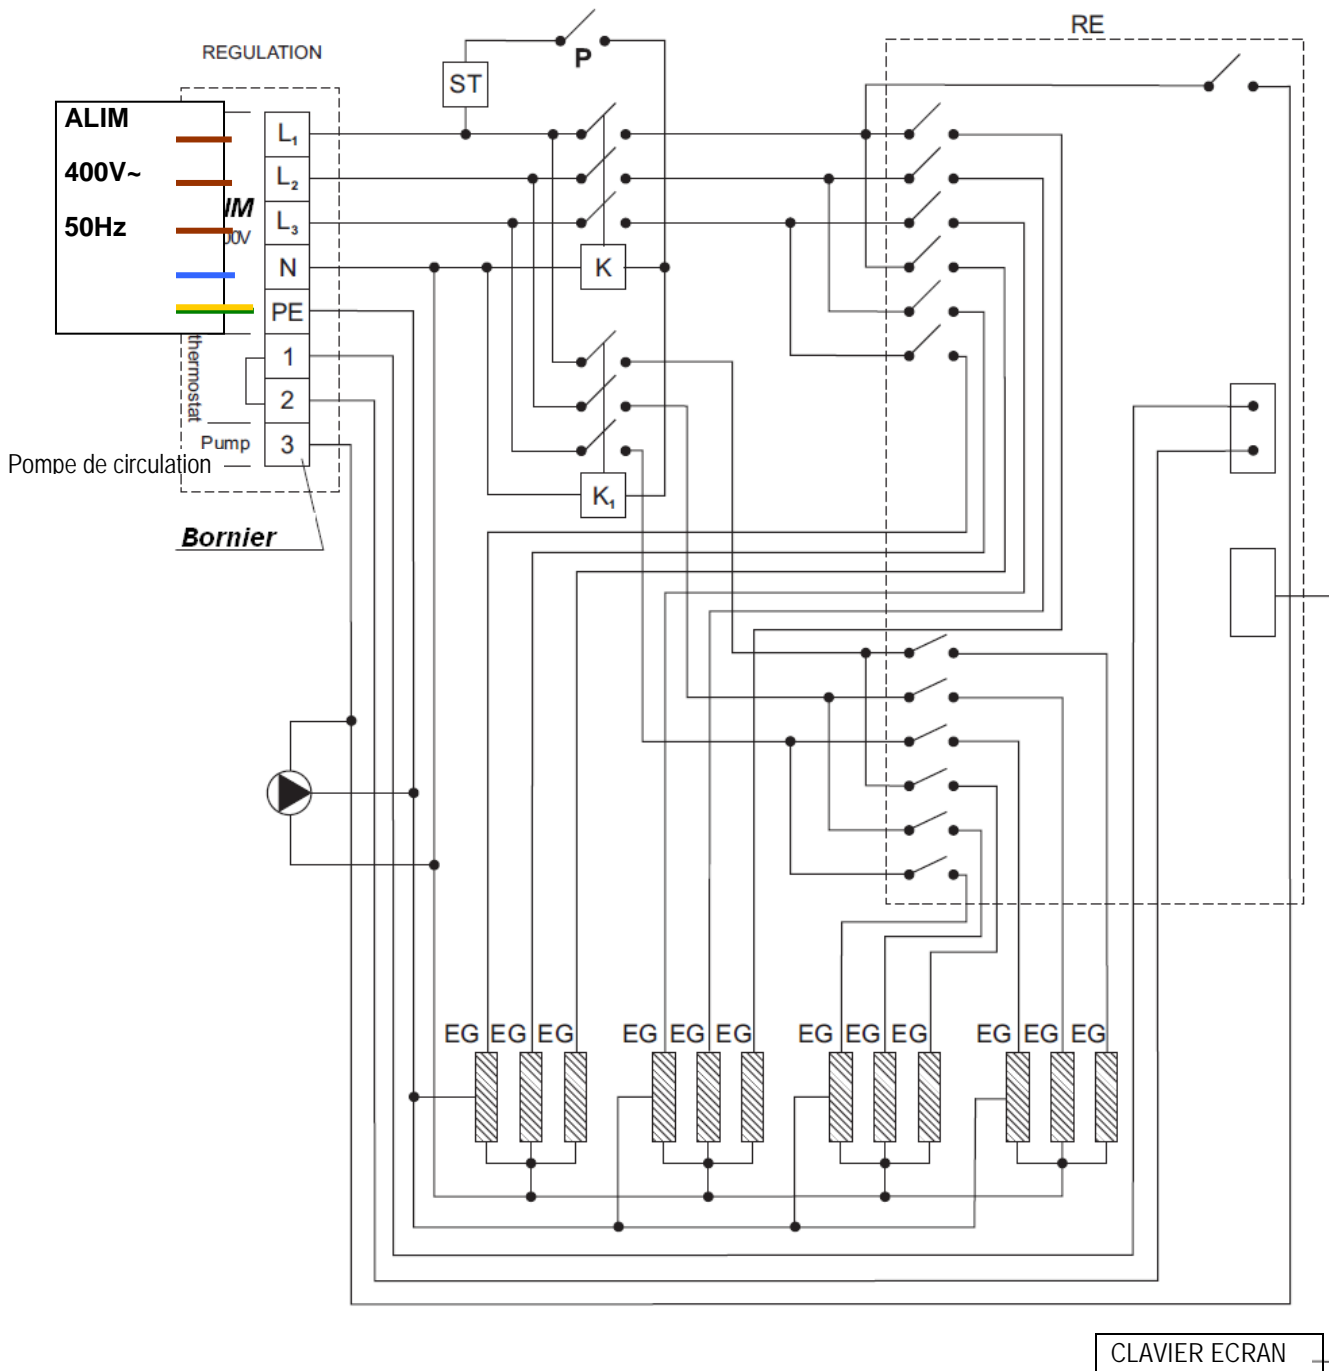 RE
P
REGULATION
ST
ALIM
L1
400V~
L2
50Hz
L3
00V
N
K
PE
thermostat
1
2
Pump
3
Pompe de circulation
K1
Bornier
EG EG EG
EG EG EG
EG EG EG
EG EG EG
CLAVIER ECRAN